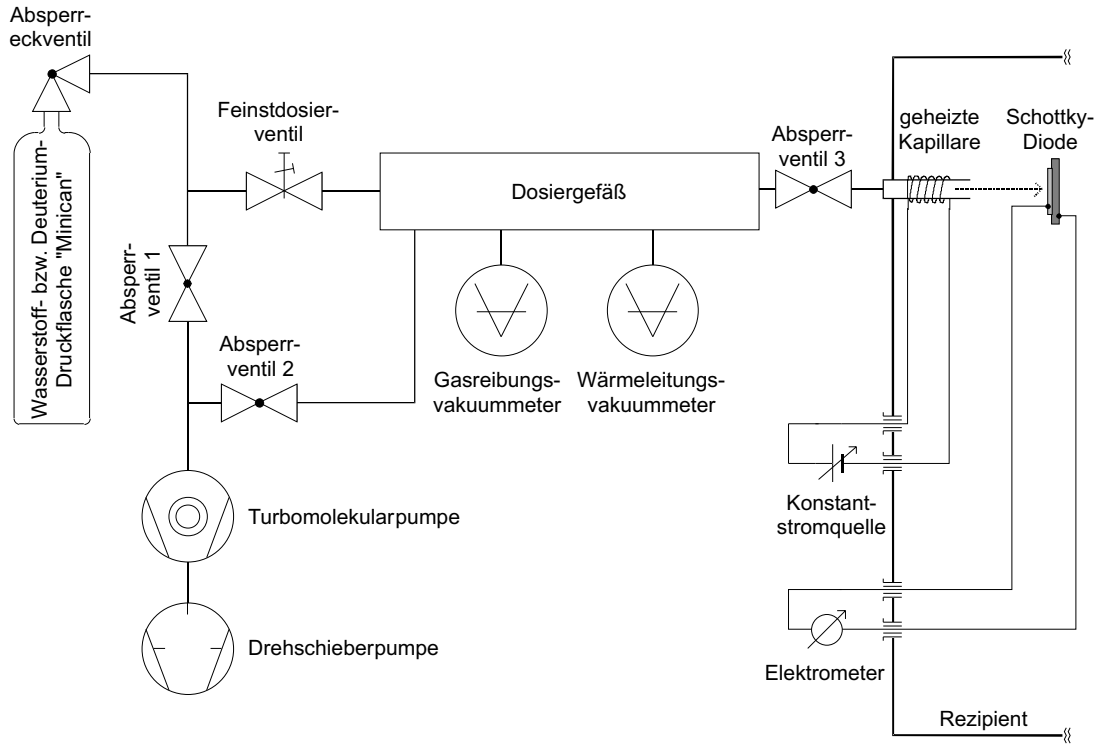 Absperr-
eckventil
Wasserstoff- bzw. Deuterium-
Druckflasche "Minican"
Feinstdosier-
ventil
Absperr-
ventil 1
Absperr-
ventil 2
Dosiergefäß
Gasreibungs-
vakuummeter
Wärmeleitungs-
vakuummeter
Absperr-
ventil 3
geheizte
Kapillare
Schottky-
Diode
Konstant-
stromquelle
Elektrometer
Turbomolekularpumpe
Drehschieberpumpe
Rezipient